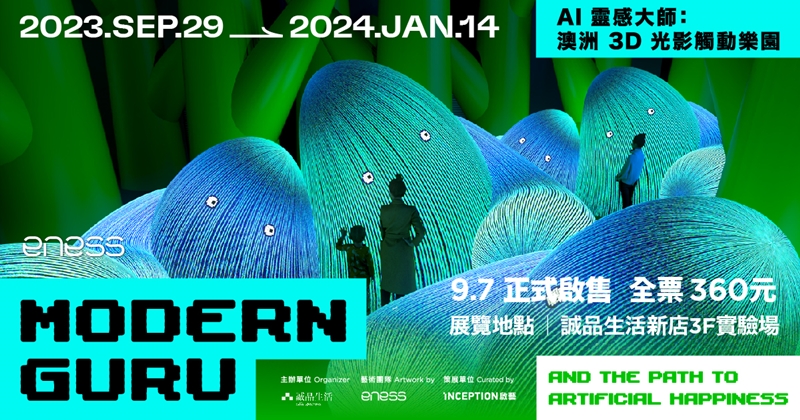 2023.SEP.29 — 2024.JAN.14
AI 靈感大師：
澳洲 3D 光影觸動樂園
eness
9.7 正式啟售 全票 360元
展覽地點｜誠品生活新店3F實驗場
MODERN
GURU
主辦單位 Organizer
誠品生活
藝術團隊 Artwork by
eness
策展單位 Curated by
INCEPTION啟藝
AND THE PATH TO
ARTIFICIAL HAPPINESS